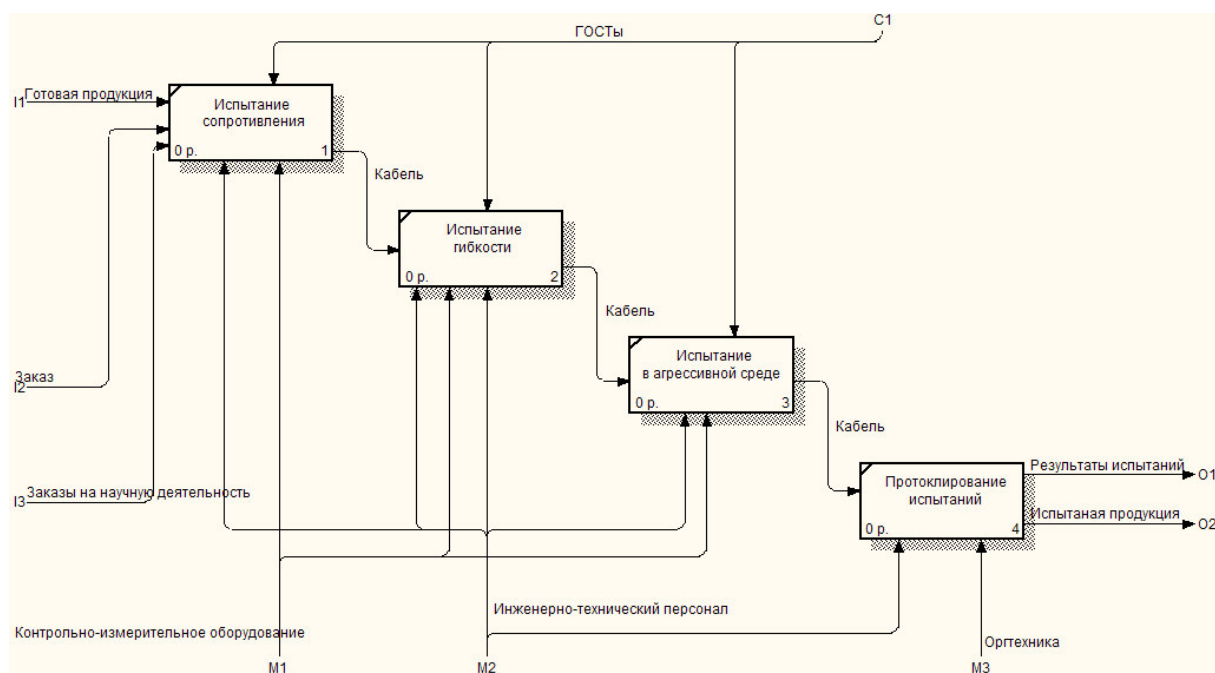 C1
ГОСТы
I1
Готовая продукция
Испытание
сопротивления
0 р.
1
Кабель
Испытание
гибкости
0 р.
2
Кабель
Испытание
в агрессивной среде
0 р.
3
Заказ
I2
Кабель
Результаты испытаний
O1
Протоклирование
испытаний
0 р.
4
Испытаная продукция
O2
Заказы на научную деятельность
I3
Инженерно-технический персонал
Контрольно-измерительное оборудование
Оргтехника
M1
M2
M3